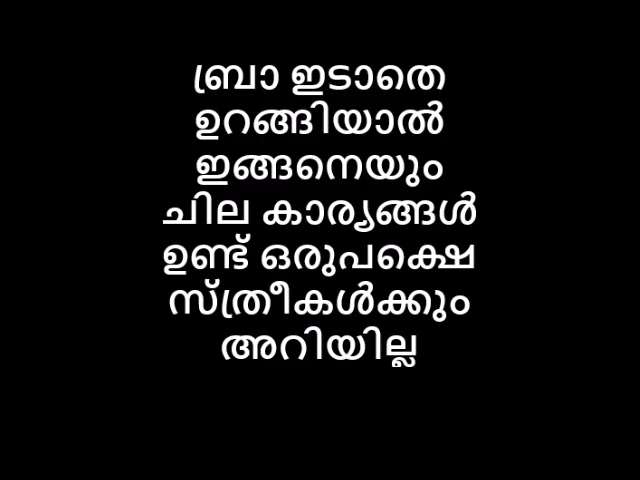 ബ്രാ ഇടാതെ
ഉറങ്ങിയാൽ
ഇങ്ങനെയും
ചില കാര്യങ്ങൾ
ഉണ്ട് ഒരുപക്ഷെ
സ്ത്രീകൾക്കും
അറിയില്ല